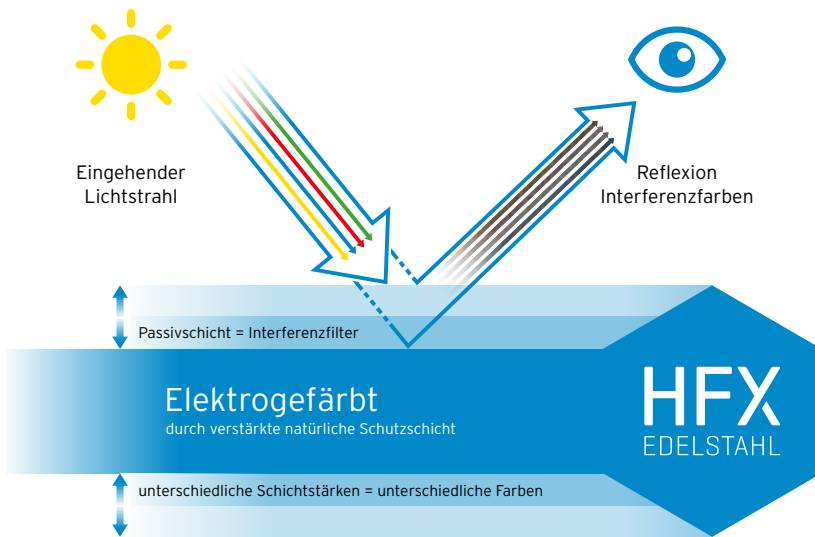 Eingehender
Lichtstrahl
Reflexion
Interferenzfarben
Passivschicht = Interferenzfilter
Elektrogefärbt
durch verstärkte natürliche Schutzschicht
HFX
EDELSTAHL
unterschiedliche Schichtstärken = unterschiedliche Farben